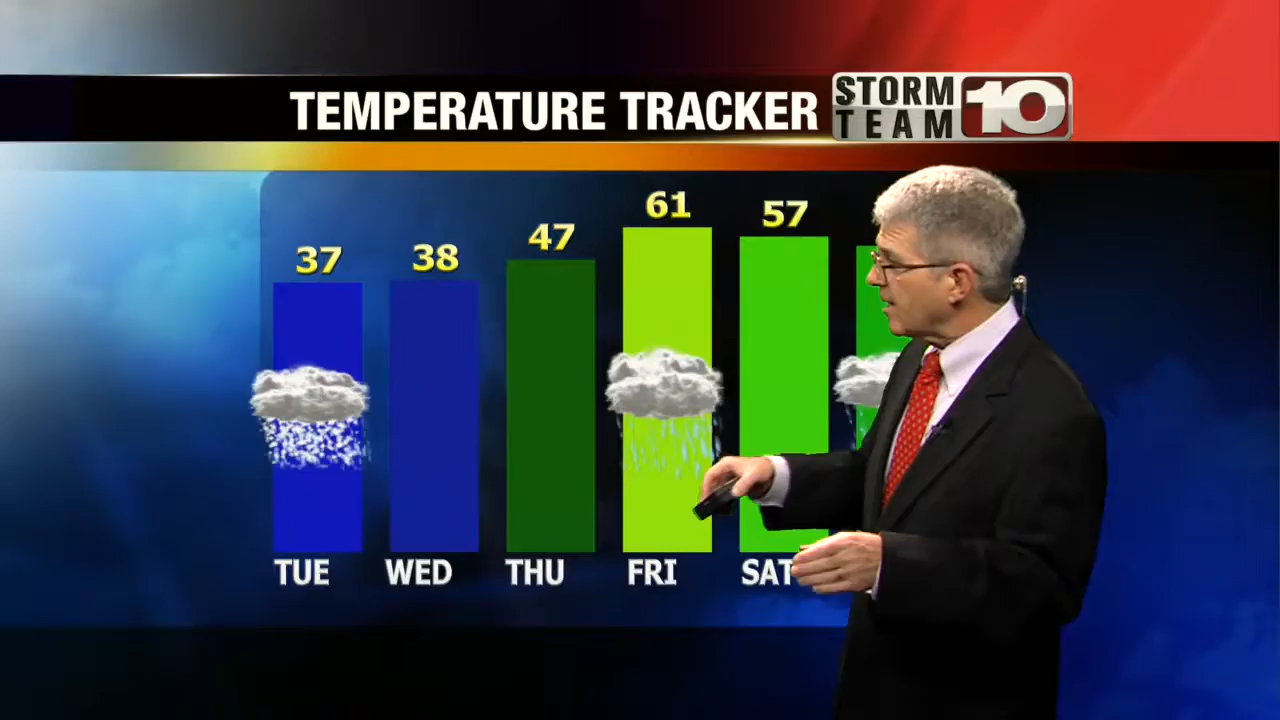 TEMPERATURE TRACKER
STORM
TEAM
10
37
38
47
61
57
TUE
WED
THU
FRI
SAT